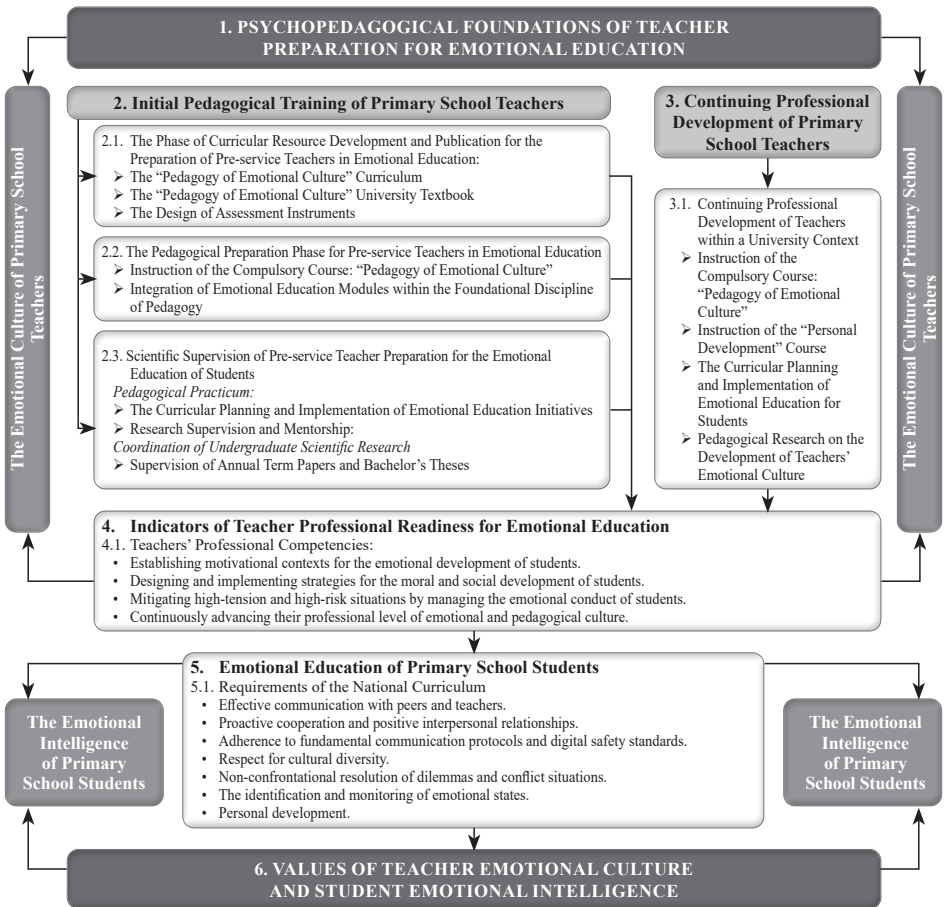 1. PSYCHOPEDAGOGICAL FOUNDATIONS OF TEACHER
PREPARATION FOR EMOTIONAL EDUCATION
The Emotional Culture of Primary School
Teachers
2. Initial Pedagogical Training of Primary School Teachers
2.1. The Phase of Curricular Resource Development and Publication for the
Preparation of Pre-service Teachers in Emotional Education:
➢ The “Pedagogy of Emotional Culture” Curriculum
➢ The “Pedagogy of Emotional Culture” University Textbook
➢ The Design of Assessment Instruments
2.2. The Pedagogical Preparation Phase for Pre-service Teachers in Emotional Education
➢ Instruction of the Compulsory Course: “Pedagogy of Emotional Culture”
➢ Integration of Emotional Education Modules within the Foundational Discipline
of Pedagogy
2.3. Scientific Supervision of Pre-service Teacher Preparation for the Emotional
Education of Students
Pedagogical Practicum:
➢ The Curricular Planning and Implementation of Emotional Education Initiatives
➢ Research Supervision and Mentorship:
Coordination of Undergraduate Scientific Research
➢ Supervision of Annual Term Papers and Bachelor’s Theses
3. Continuing Professional
Development of Primary
School Teachers
3.1. Continuing Professional
Development of Teachers
within a University Context
➢ Instruction of the
Compulsory Course:
“Pedagogy of Emotional
Culture”
➢ Instruction of the “Personal
Development” Course
➢ The Curricular Planning
and Implementation of
Emotional Education for
Students
➢ Pedagogical Research on the
Development of Teachers’
Emotional Culture
The Emotional Culture of Primary School
Teachers
4. Indicators of Teacher Professional Readiness for Emotional Education
4.1. Teachers’ Professional Competencies:
• Establishing motivational contexts for the emotional development of students.
• Designing and implementing strategies for the moral and social development of students.
• Mitigating high-tension and high-risk situations by managing the emotional conduct of students.
• Continuously advancing their professional level of emotional and pedagogical culture.
The Emotional
Intelligence
of Primary
School Students
5. Emotional Education of Primary School Students
5.1. Requirements of the National Curriculum
• Effective communication with peers and teachers.
• Proactive cooperation and positive interpersonal relationships.
• Adherence to fundamental communication protocols and digital safety standards.
• Respect for cultural diversity.
• Non-confrontational resolution of dilemmas and conflict situations.
• The identification and monitoring of emotional states.
• Personal development.
The Emotional
Intelligence
of Primary
School Students
6. VALUES OF TEACHER EMOTIONAL CULTURE
AND STUDENT EMOTIONAL INTELLIGENCE